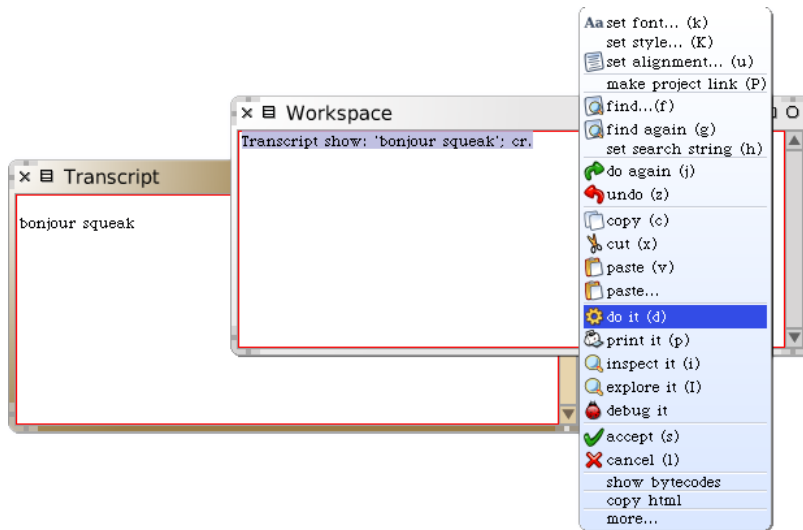 Workspace
Transcript show: 'bonjour squeak'; cr.
Transcript
bonjour squeak
Aa set font... (k)
set style... (K)
set alignment... (u)
make project link (P)
find...(f)
find again (g)
set search string (h)
do again (j)
undo (z)
copy (c)
cut (x)
paste (v)
paste...
do it (d)
print it (p)
inspect it (i)
explore it (I)
debug it
accept (s)
cancel (l)
show bytecodes
copy html
more...